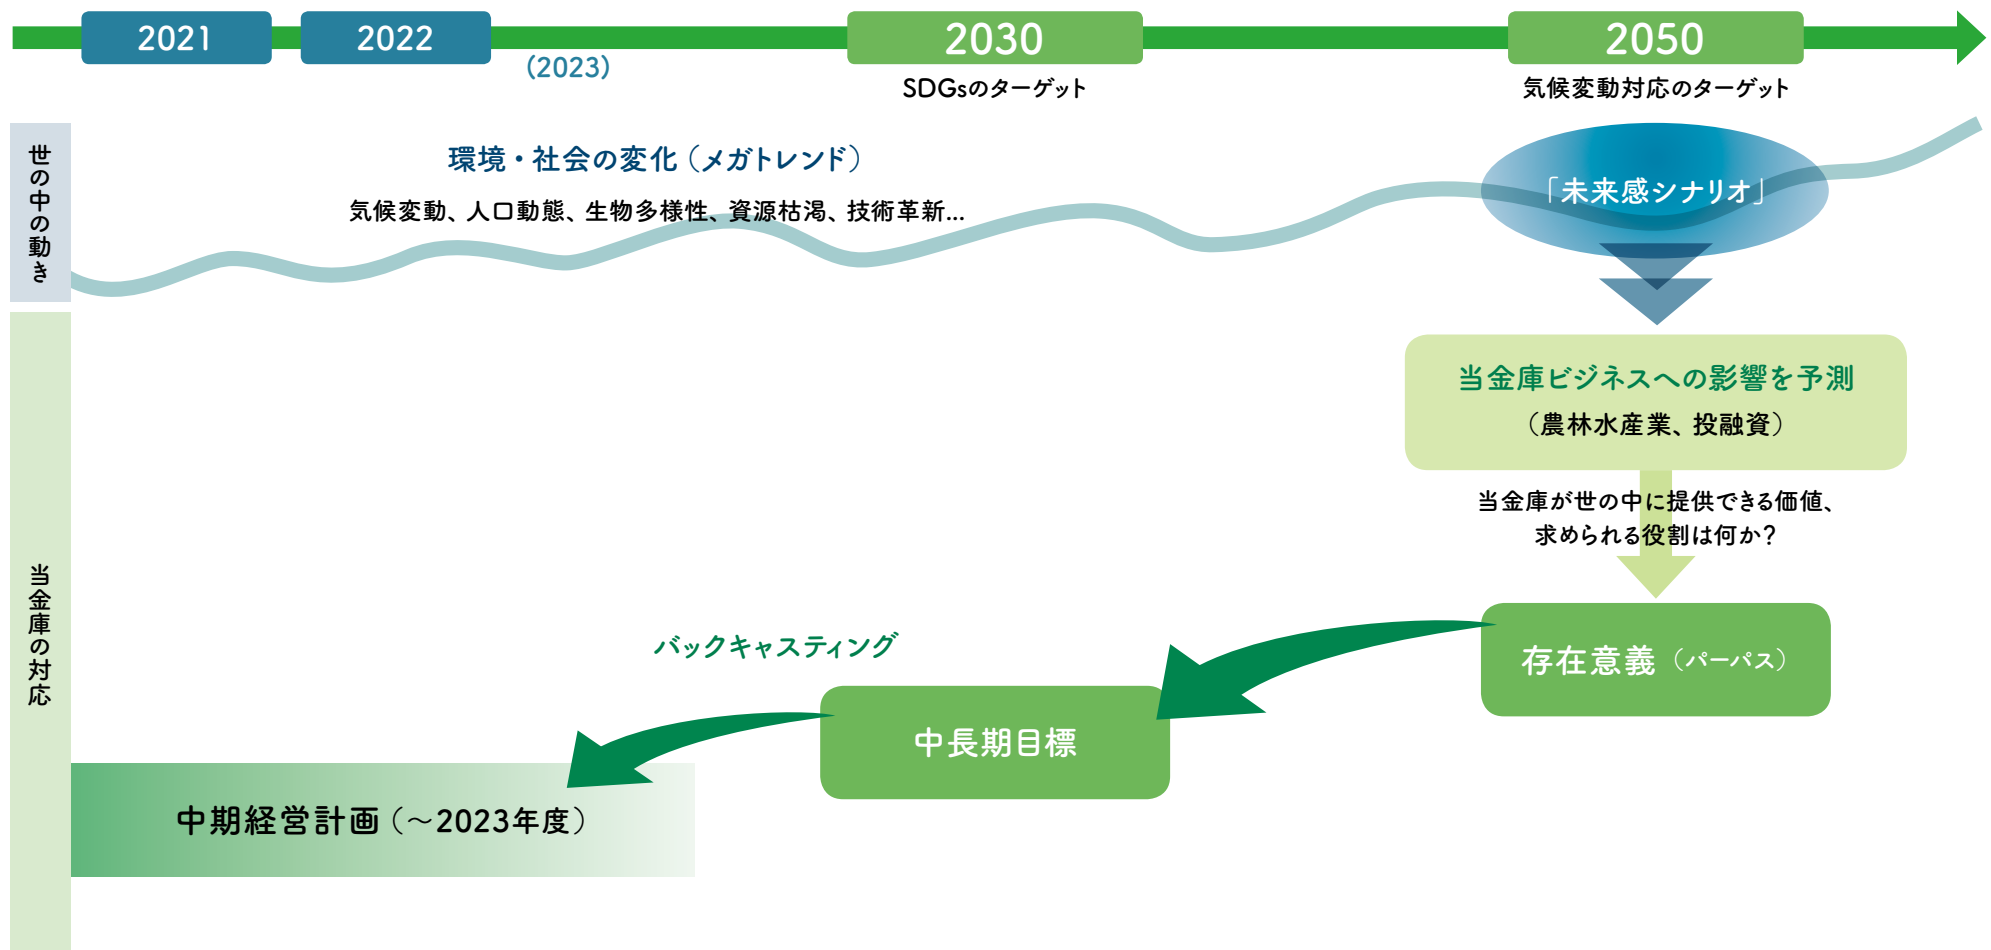 2021
2022
(2023)
2030
2050
SDGsのターゲット
気候変動対応のターゲット
世の中の動き
環境・社会の変化（メガトレンド）
気候変動、人口動態、生物多様性、資源枯渇、技術革新...
「未来感シナリオ」
当金庫の対応
当金庫ビジネスへの影響を予測
（農林水産業、投融資）
当金庫が世の中に提供できる価値、
求められる役割は何か？
存在意義（パーパス）
バックキャスティング
中長期目標
中期経営計画（～2023年度）